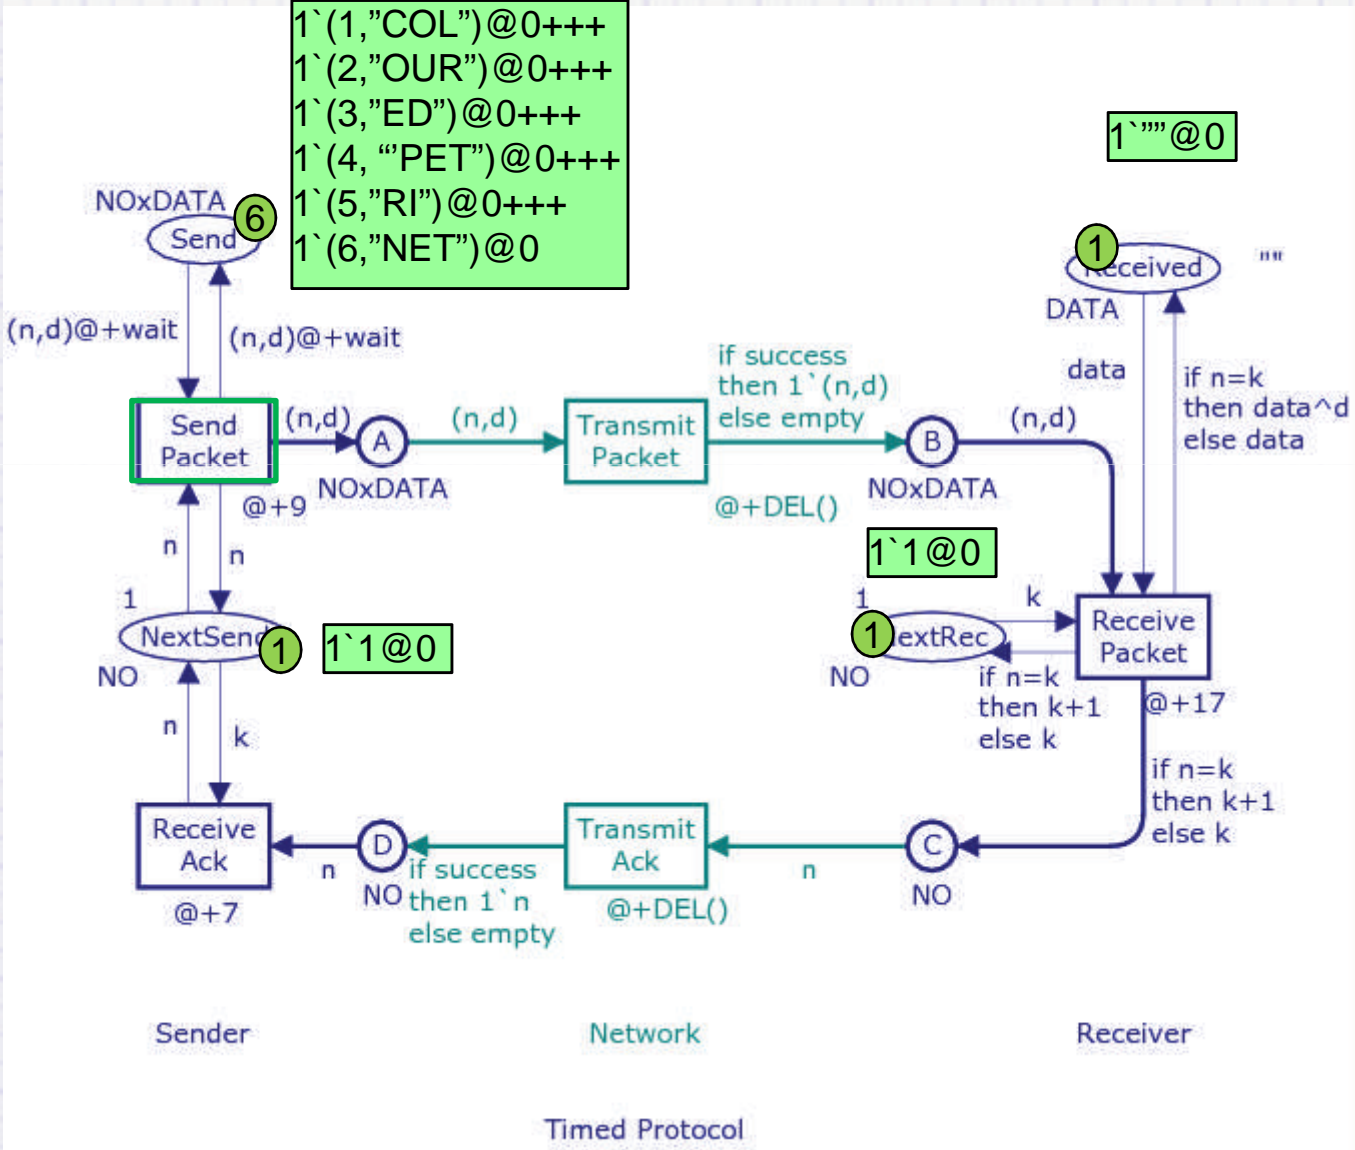 1`(1,”COL”)@0+++
1`(2,”OUR”)@0+++
1`(3,”ED”)@0+++
1`(4, “’PET”)@0+++
1`(5,”RI”)@0+++
1`(6,”NET”)@0
1`””@0
NOxDATA
6
Send
1
Received
""
DATA
(n,d)@+wait
(n,d)@+wait
if success
then 1`(n,d)
else empty
data
if n=k
then data^d
else data
Send
Packet
(n,d)
A
(n,d)
Transmit
Packet
B
(n,d)
@+9
NOxDATA
@+DEL()
NOxDATA
n
n
1`1@0
1
NextSend
1
NO
1`1@0
1
1
NextRec
NO
k
if n=k
then k+1
else k
Receive
Packet
@+17
n
k
if n=k
then k+1
else k
Receive
Ack
@+7
n
D
NO
if success
then 1`n
else empty
Transmit
Ack
@+DEL()
n
C
NO
Sender
Network
Receiver
Timed Protocol